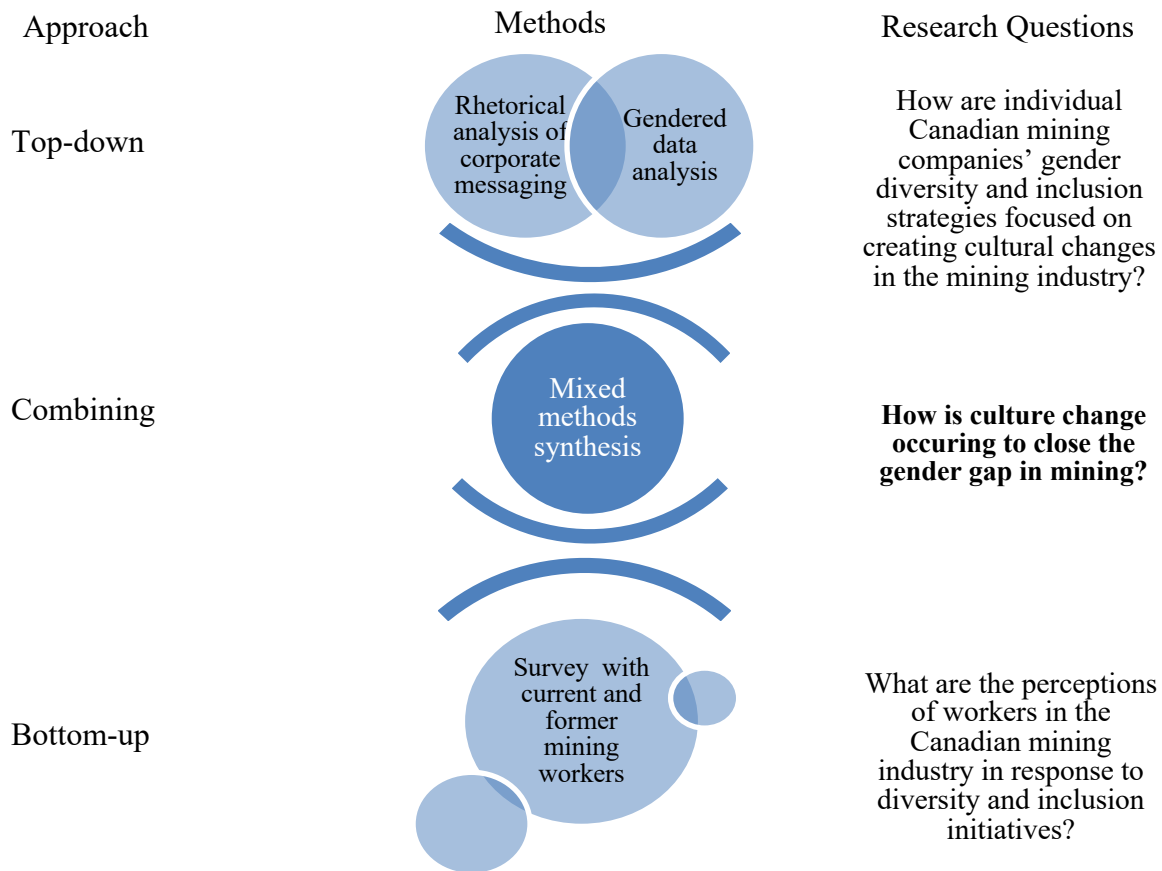 Approach
Methods
Research Questions
Top-down
Rhetorical
analysis of
corporate
messaging
Gendered
data
analysis
How are individual
Canadian mining
companies’ gender
diversity and inclusion
strategies focused on
creating cultural changes
in the mining industry?
Combining
Mixed
methods
synthesis
How is culture change
occuring to close the
gender gap in mining?
Bottom-up
Survey with
current and
former
mining
workers
What are the perceptions
of workers in the
Canadian mining
industry in response to
diversity and inclusion
initiatives?